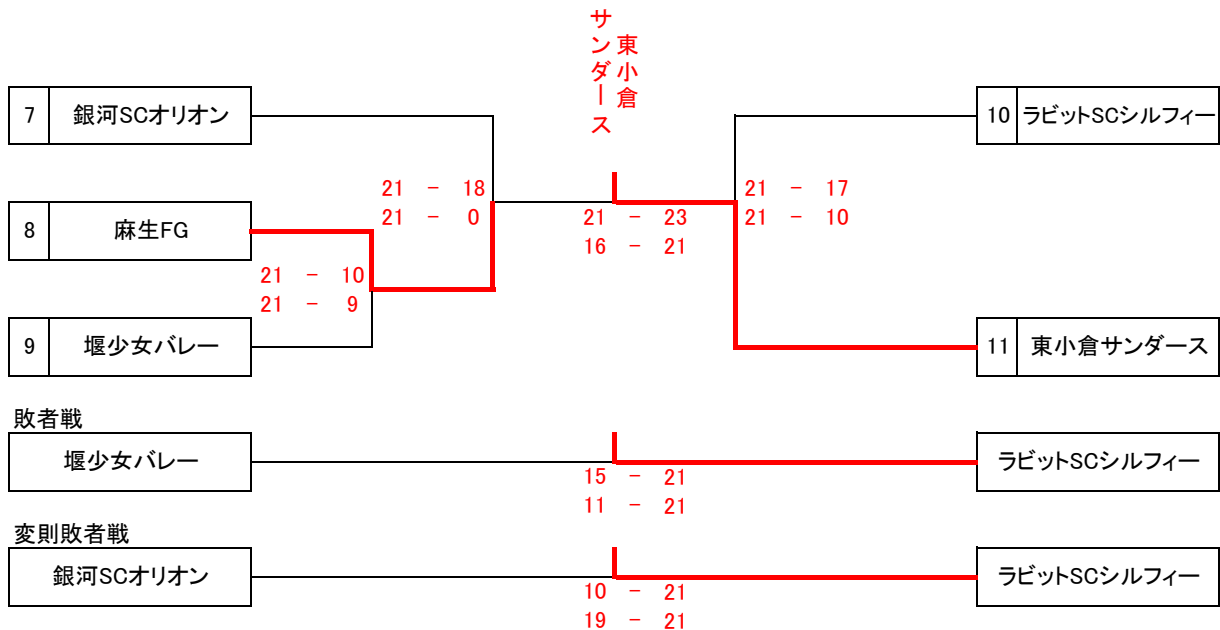 東小倉
サンダース
7 銀河SCオリオン
10 ラビットSCシルフィー
21 － 18
21 － 0
21 － 17
21 － 10
8 麻生FG
21 － 23
16 － 21
21 － 10
21 － 9
9 堰少女バレー
11 東小倉サンダース
敗者戦
堰少女バレー
ラビットSCシルフィー
15 － 21
11 － 21
変則敗者戦
銀河SCオリオン
ラビットSCシルフィー
10 － 21
19 － 21